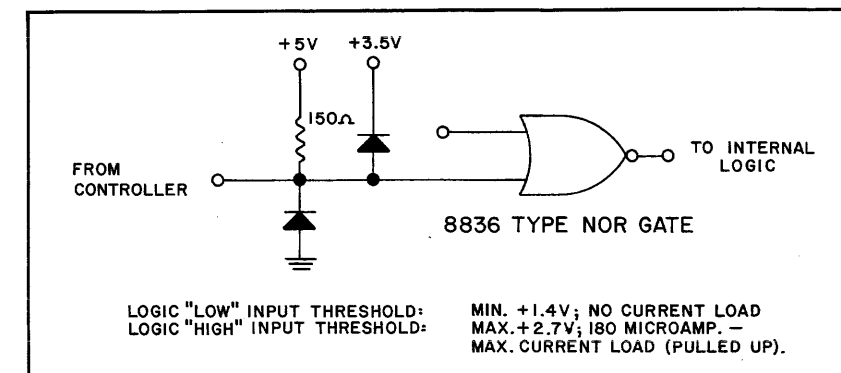 +5V +3.5V
150Ω
FROM
CONTROLLER
TO INTERNAL
LOGIC
8836 TYPE NOR GATE
LOGIC "LOW" INPUT THRESHOLD: MIN. +1.4V; NO CURRENT LOAD
LOGIC "HIGH" INPUT THRESHOLD: MAX.+2.7V; 180 MICROAMP. –
MAX. CURRENT LOAD (PULLED UP).